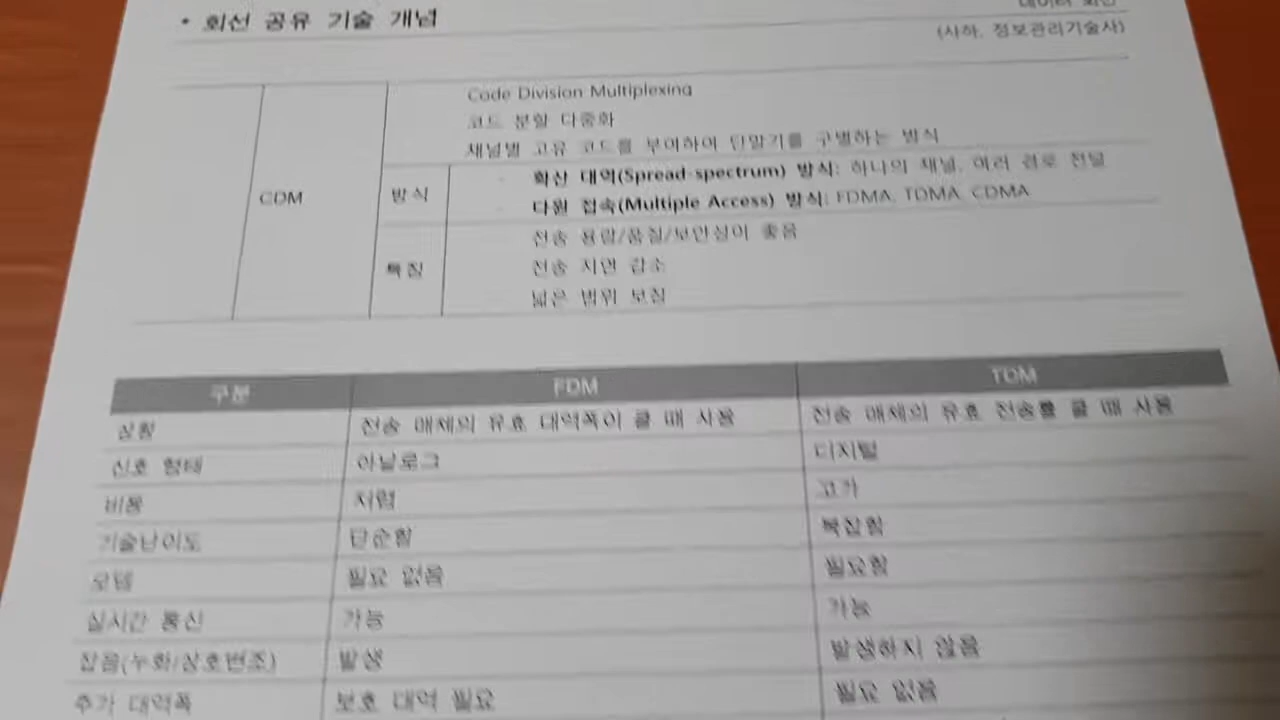 • 회선 공유 기술 개념
데이터 회선
(사하, 정보관리기술사)
Code Division Multiplexing
코드 분할 다중화
채널별 고유 코드를 부여하여 단말기를 구별하는 방식
CDM
방식
확산 대역(Spread-spectrum) 방식: 하나의 채널, 여러 경로 전달
다원 접속(Multiple Access) 방식: FDMA, TDMA, CDMA
특징
전송 용량/품질/보안성이 좋음
전송 지연 감소
넓은 범위 보장
구분 FDM TDM
상황 전송 매체의 유효 대역폭이 클 때 사용 전송 매체의 유효 전송률 클 때 사용
신호 형태 아날로그 디지털
비용 저렴 고가
기술난이도 단순함 복잡함
모뎀 필요 없음 필요함
실시간 통신 가능 가능
잡음(누화/상호변조) 발생 발생하지 않음
추가 대역폭 보호 대역 필요 필요 없음